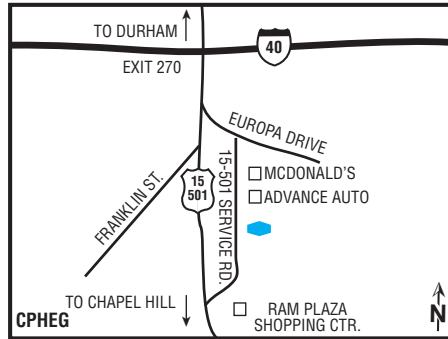 TO DURHAM
40
EXIT 270
EUROPA DRIVE
FRANKLIN ST.
15
501
15-501 SERVICE RD.
MCDONALD'S
ADVANCE AUTO
TO CHAPEL HILL
RAM PLAZA
SHOPPING CTR.
CPHEG
N